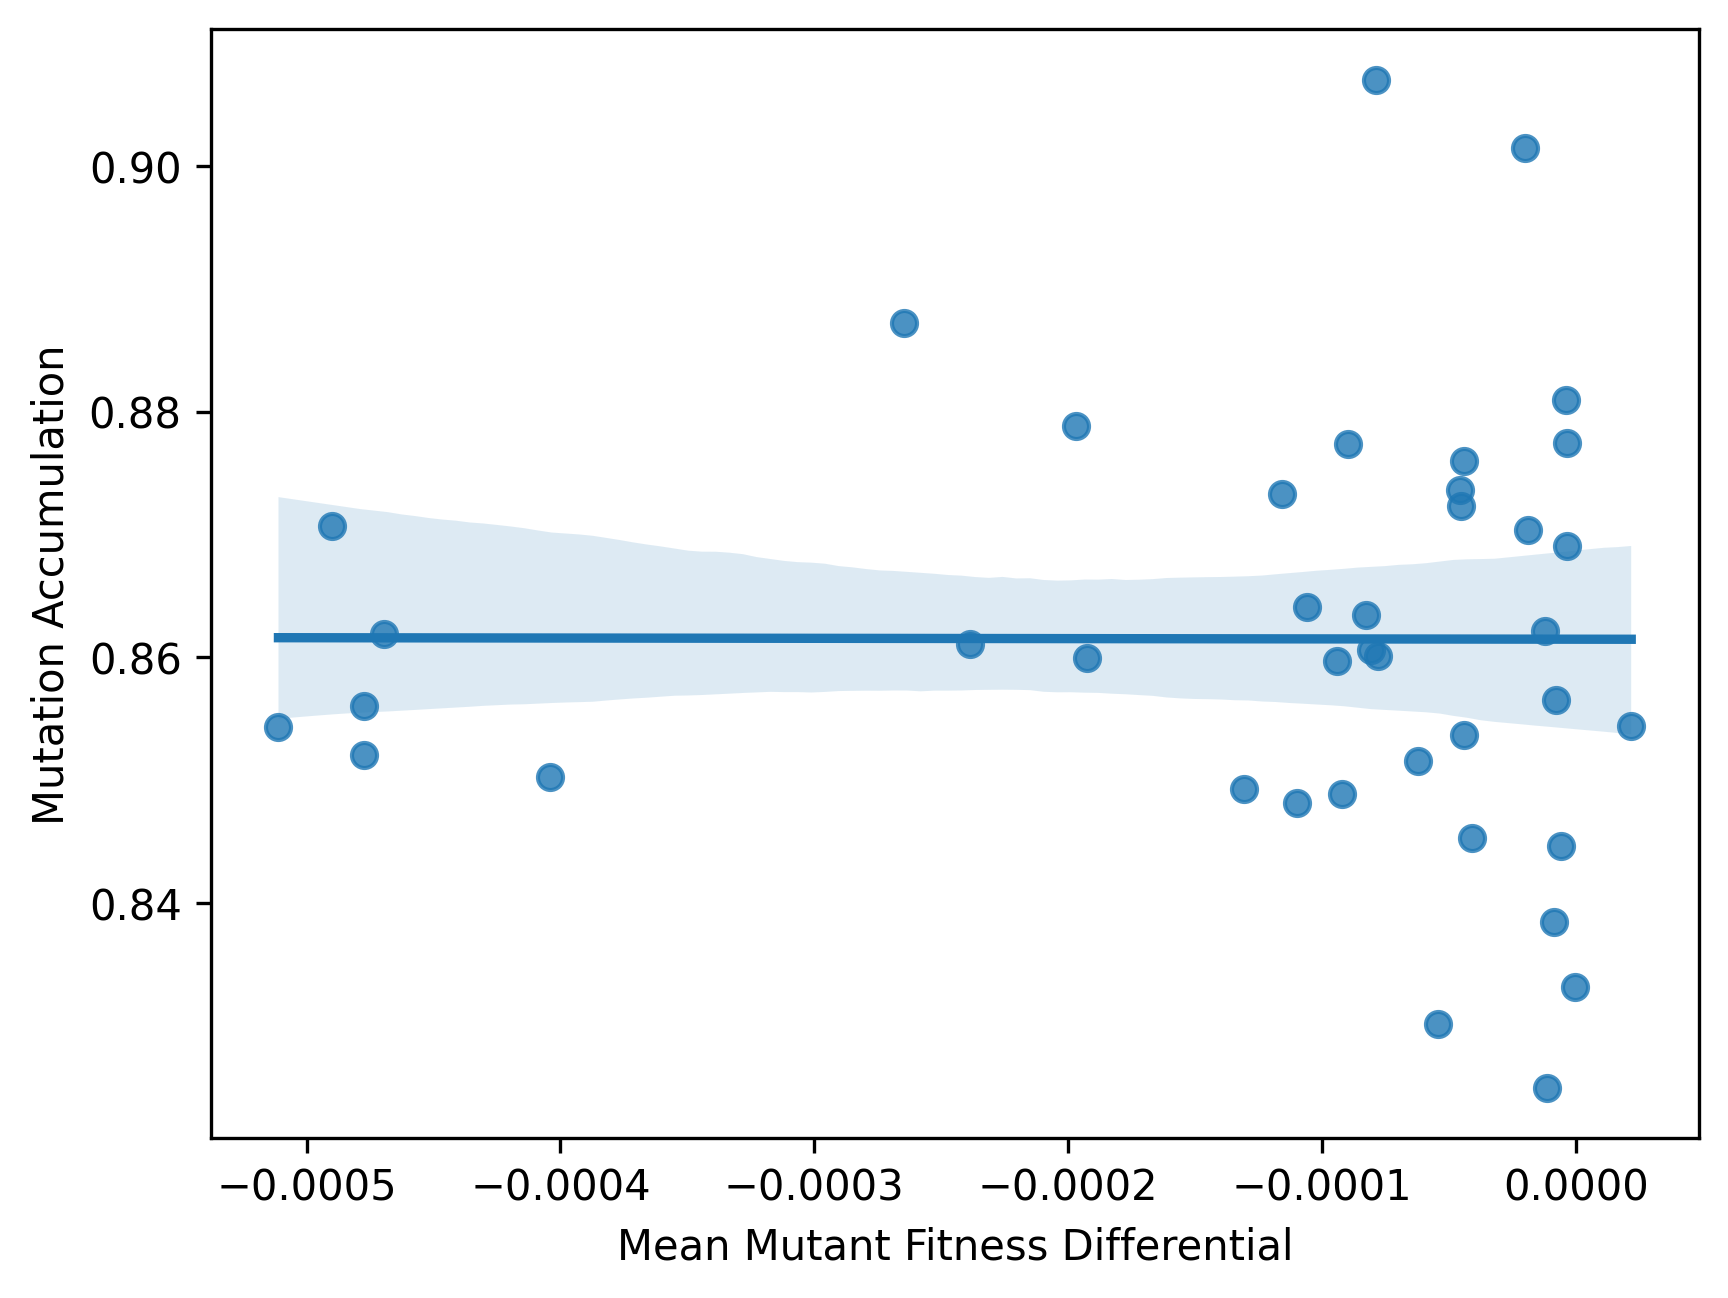 0.90
0.88
0.86
0.84
Mutation Accumulation
−0.0005 −0.0004 −0.0003 −0.0002 −0.0001 0.0000
Mean Mutant Fitness Differential